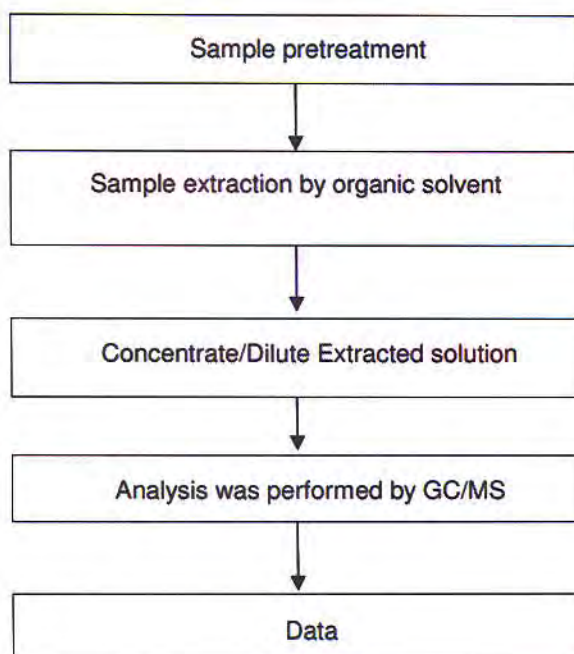 Sample pretreatment
Sample extraction by organic solvent
Concentrate/Dilute Extracted solution
Analysis was performed by GC/MS
Data